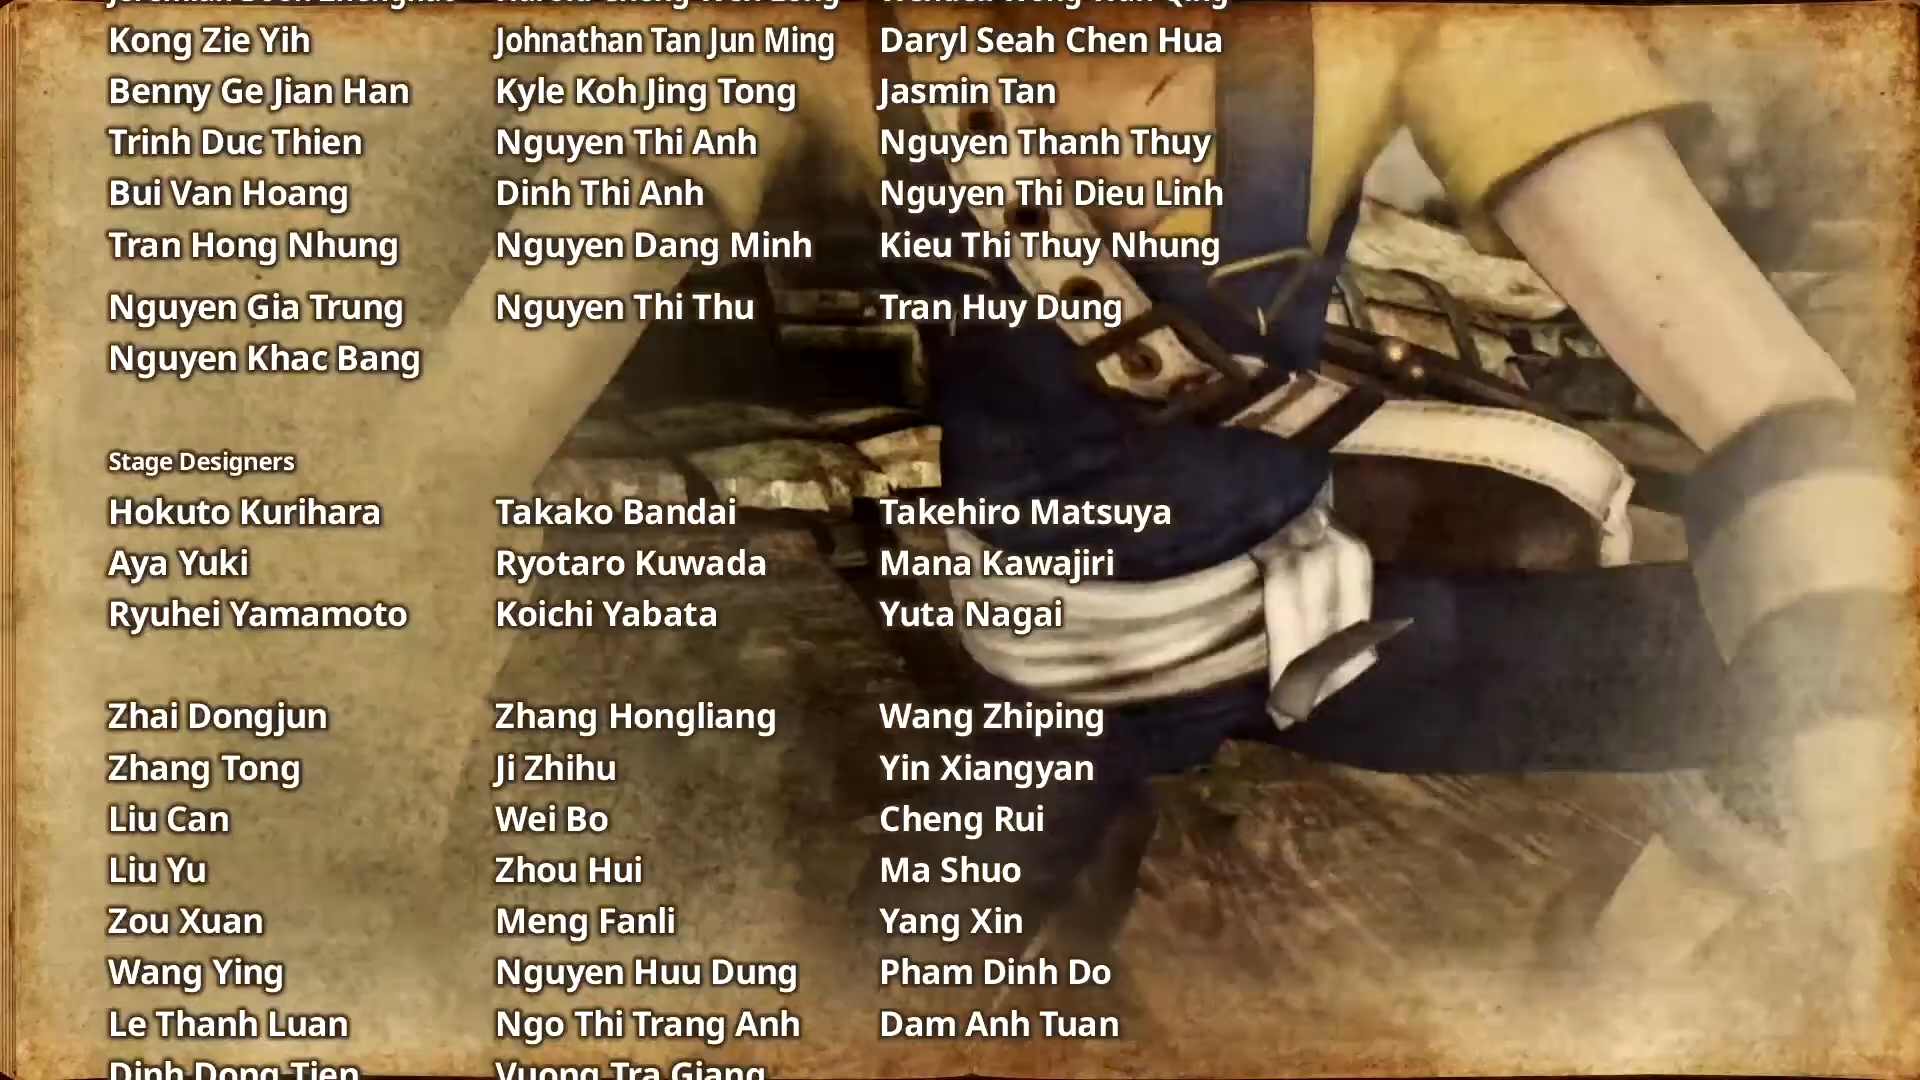 Kong Zie Yih Johnathan Tan Jun Ming Daryl Seah Chen Hua
Benny Ge Jian Han Kyle Koh Jing Tong Jasmin Tan
Trinh Duc Thien Nguyen Thi Anh Nguyen Thanh Thuy
Bui Van Hoang Dinh Thi Anh Nguyen Thi Dieu Linh
Tran Hong Nhung Nguyen Dang Minh Kieu Thi Thuy Nhung
Nguyen Gia Trung Nguyen Thi Thu Tran Huy Dung
Nguyen Khac Bang
Stage Designers
Hokuto Kurihara Takako Bandai Takehiro Matsuya
Aya Yuki Ryotaro Kuwada Mana Kawajiri
Ryuhei Yamamoto Koichi Yabata Yuta Nagai
Zhai Dongjun Zhang Hongliang Wang Zhiping
Zhang Tong Ji Zhihu Yin Xiangyan
Liu Can Wei Bo Cheng Rui
Liu Yu Zhou Hui Ma Shuo
Zou Xuan Meng Fanli Yang Xin
Wang Ying Nguyen Huu Dung Pham Dinh Do
Le Thanh Luan Ngo Thi Trang Anh Dam Anh Tuan
Dinh Dong Tien Vuong Tra Giang